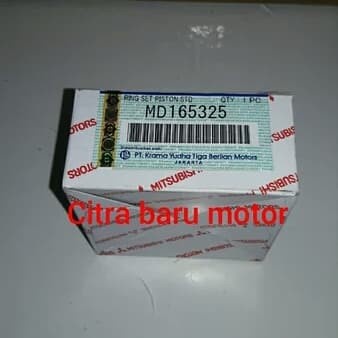 RING SET PISTON STD QTY : 1 PC
MD165325
PT. Krama Yudha Tiga Berlian Motors
JAKARTA
MITSUBISHI
MOTORS
Citra baru motor